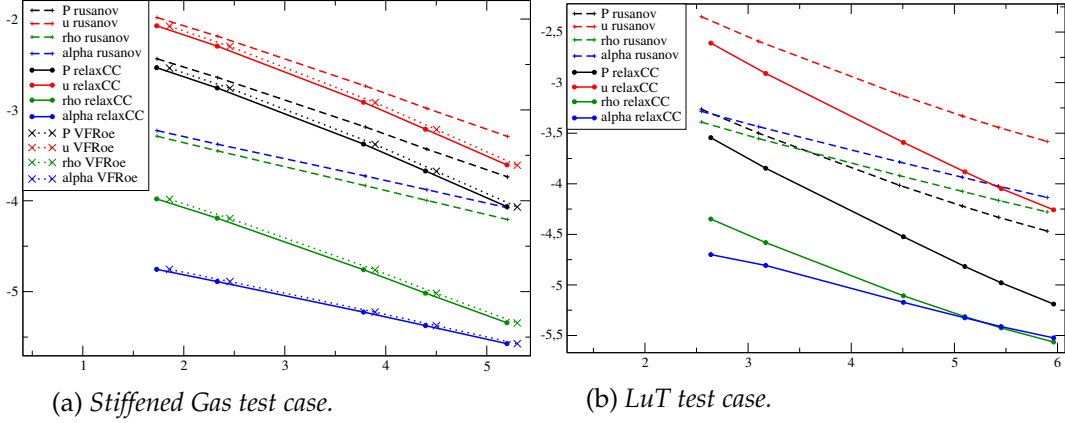 -2
-3
-4
-5
1
2
3
4
5
P rusanov
u rusanov
rho rusanov
alpha rusanov
P relaxCC
u relaxCC
rho relaxCC
alpha relaxCC
P VFRoe
u VFRoe
rho VFRoe
alpha VFRoe
(a) Stiffened Gas test case.
-2.5
-3
-3.5
-4
-4.5
-5
-5.5
2
3
4
5
6
P rusanov
u rusanov
rho rusanov
alpha rusanov
P relaxCC
u relaxCC
rho relaxCC
alpha relaxCC
(b) LuT test case.